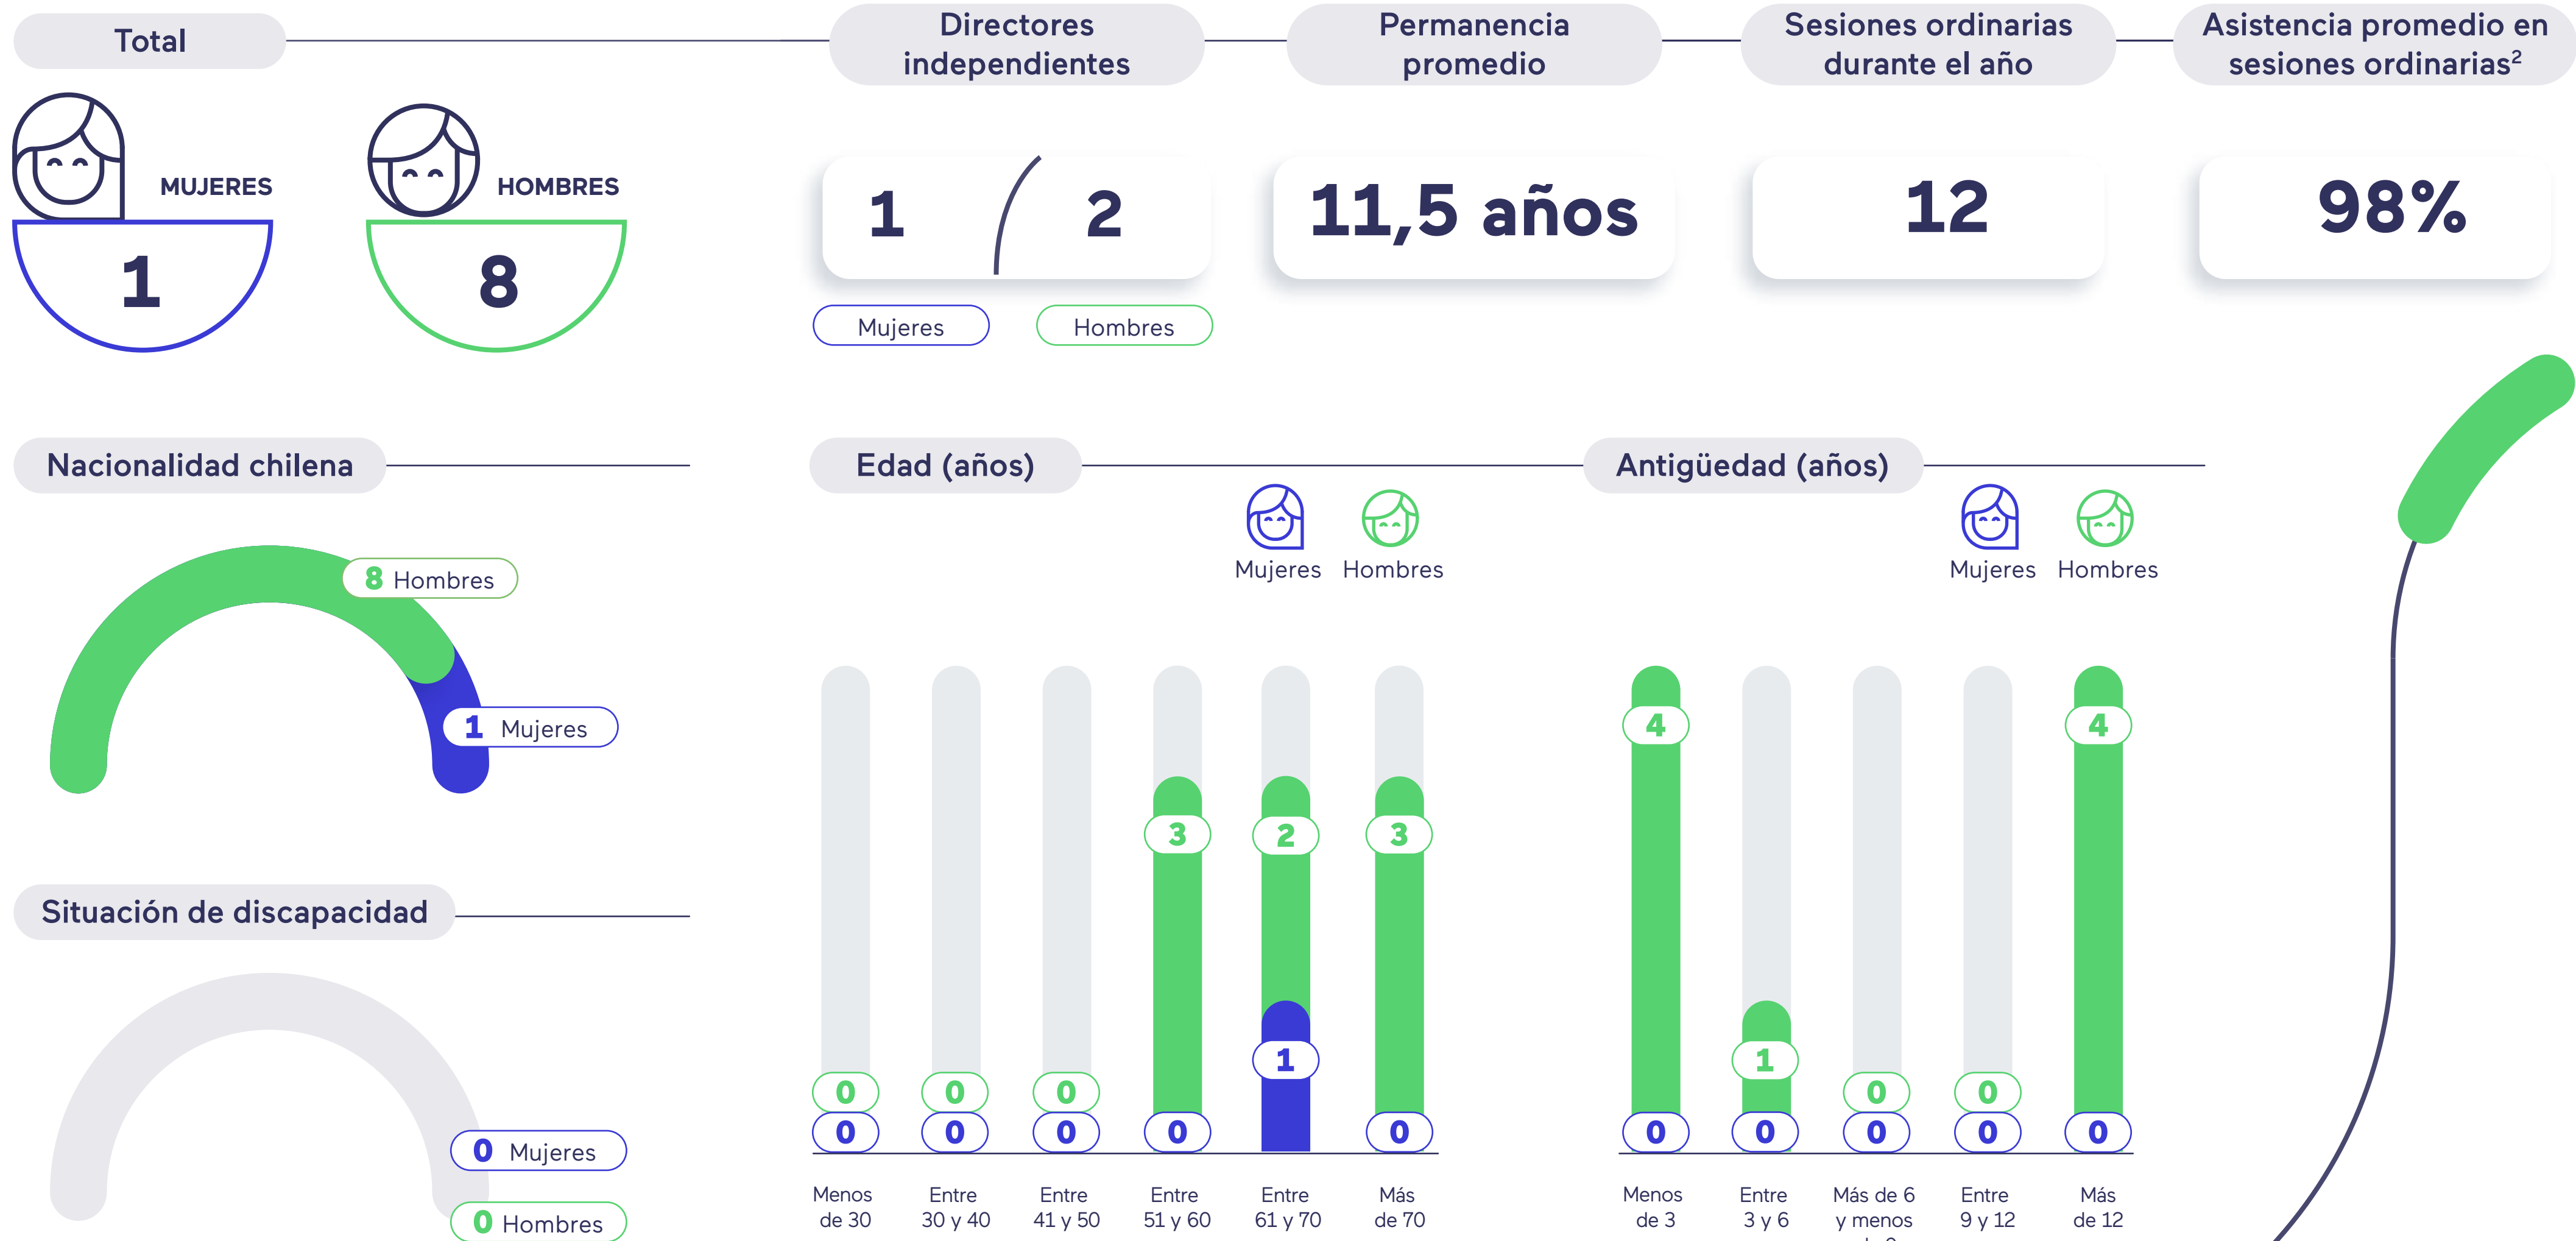 Total
Directores
independientes
Permanencia
promedio
Sesiones ordinarias
durante el año
Asistencia promedio en
sesiones ordinarias²
MUJERES
HOMBRES
1
8
1
2
11,5 años
12
98%
Mujeres
Hombres
Nacionalidad chilena
8 Hombres
1 Mujeres
Situación de discapacidad
0 Mujeres
0 Hombres
Edad (años)
Mujeres
Hombres
3
2
3
1
0
0
0
0
0
0
0
0
Menos
de 30
Entre
30 y 40
Entre
41 y 50
Entre
51 y 60
Entre
61 y 70
Más
de 70
Antigüedad (años)
Mujeres
Hombres
4
4
1
0
0
0
0
0
0
0
Menos
de 3
Entre
3 y 6
Más de 6
y menos
Entre
9 y 12
Más
de 12